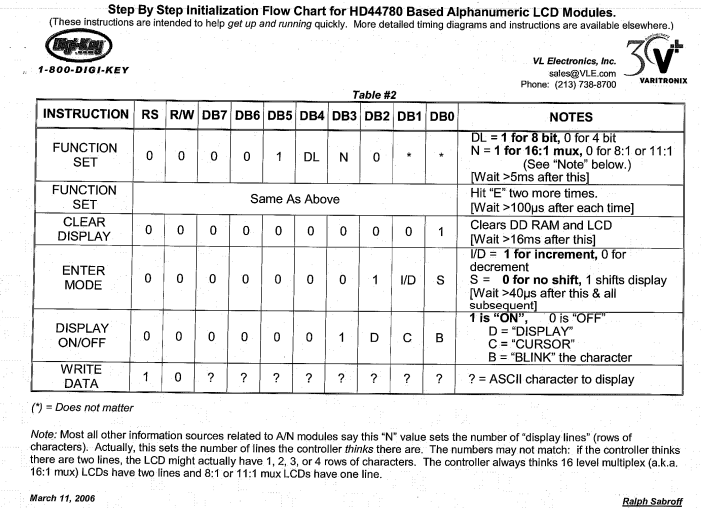 Step By Step Initialization Flow Chart for HD44780 Based Alphanumeric LCD Modules.
(These instructions are intended to help get up and running quickly. More detailed timing diagrams and instructions are available elsewhere.)
Digi-Key
1-800-DIGI-KEY
VL Electronics, Inc.
sales@VLE.com
Phone: (213) 738-8700
30 V+
VARITRONIX
Table #2
INSTRUCTION RS R/W DB7 DB6 DB5 DB4 DB3 DB2 DB1 DB0 NOTES
FUNCTION SET 0 0 0 0 1 DL N 0 * * DL = 1 for 8 bit, 0 for 4 bit
N = 1 for 16:1 mux, 0 for 8:1 or 11:1
(See “Note” below.)
[Wait >5ms after this]
FUNCTION SET Same As Above Hit “E” two more times.
[Wait >100µs after each time]
CLEAR DISPLAY 0 0 0 0 0 0 0 0 0 1 Clears DD RAM and LCD
[Wait >16ms after this]
ENTER MODE 0 0 0 0 0 0 0 1 I/D S I/D = 1 for increment, 0 for
decrement
S = 0 for no shift, 1 shifts display
[Wait >40µs after this & all
subsequent]
DISPLAY ON/OFF 0 0 0 0 0 0 1 D C B 1 is “ON”, 0 is “OFF”
D = “DISPLAY”
C = “CURSOR”
B = “BLINK” the character
WRITE DATA 1 0 ? ? ? ? ? ? ? ? ? = ASCII character to display
(*) = Does not matter
Note: Most all other information sources related to A/N modules say this “N” value sets the number of “display lines” (rows of
characters). Actually, this sets the number of lines the controller thinks there are. The numbers may not match: if the controller thinks
there are two lines, the LCD might actually have 1, 2, 3, or 4 rows of characters. The controller always thinks 16 level multiplex (a.k.a.
16:1 mux) LCDs have two lines and 8:1 or 11:1 mux LCDs have one line.
March 11, 2006
Ralph Sabroff